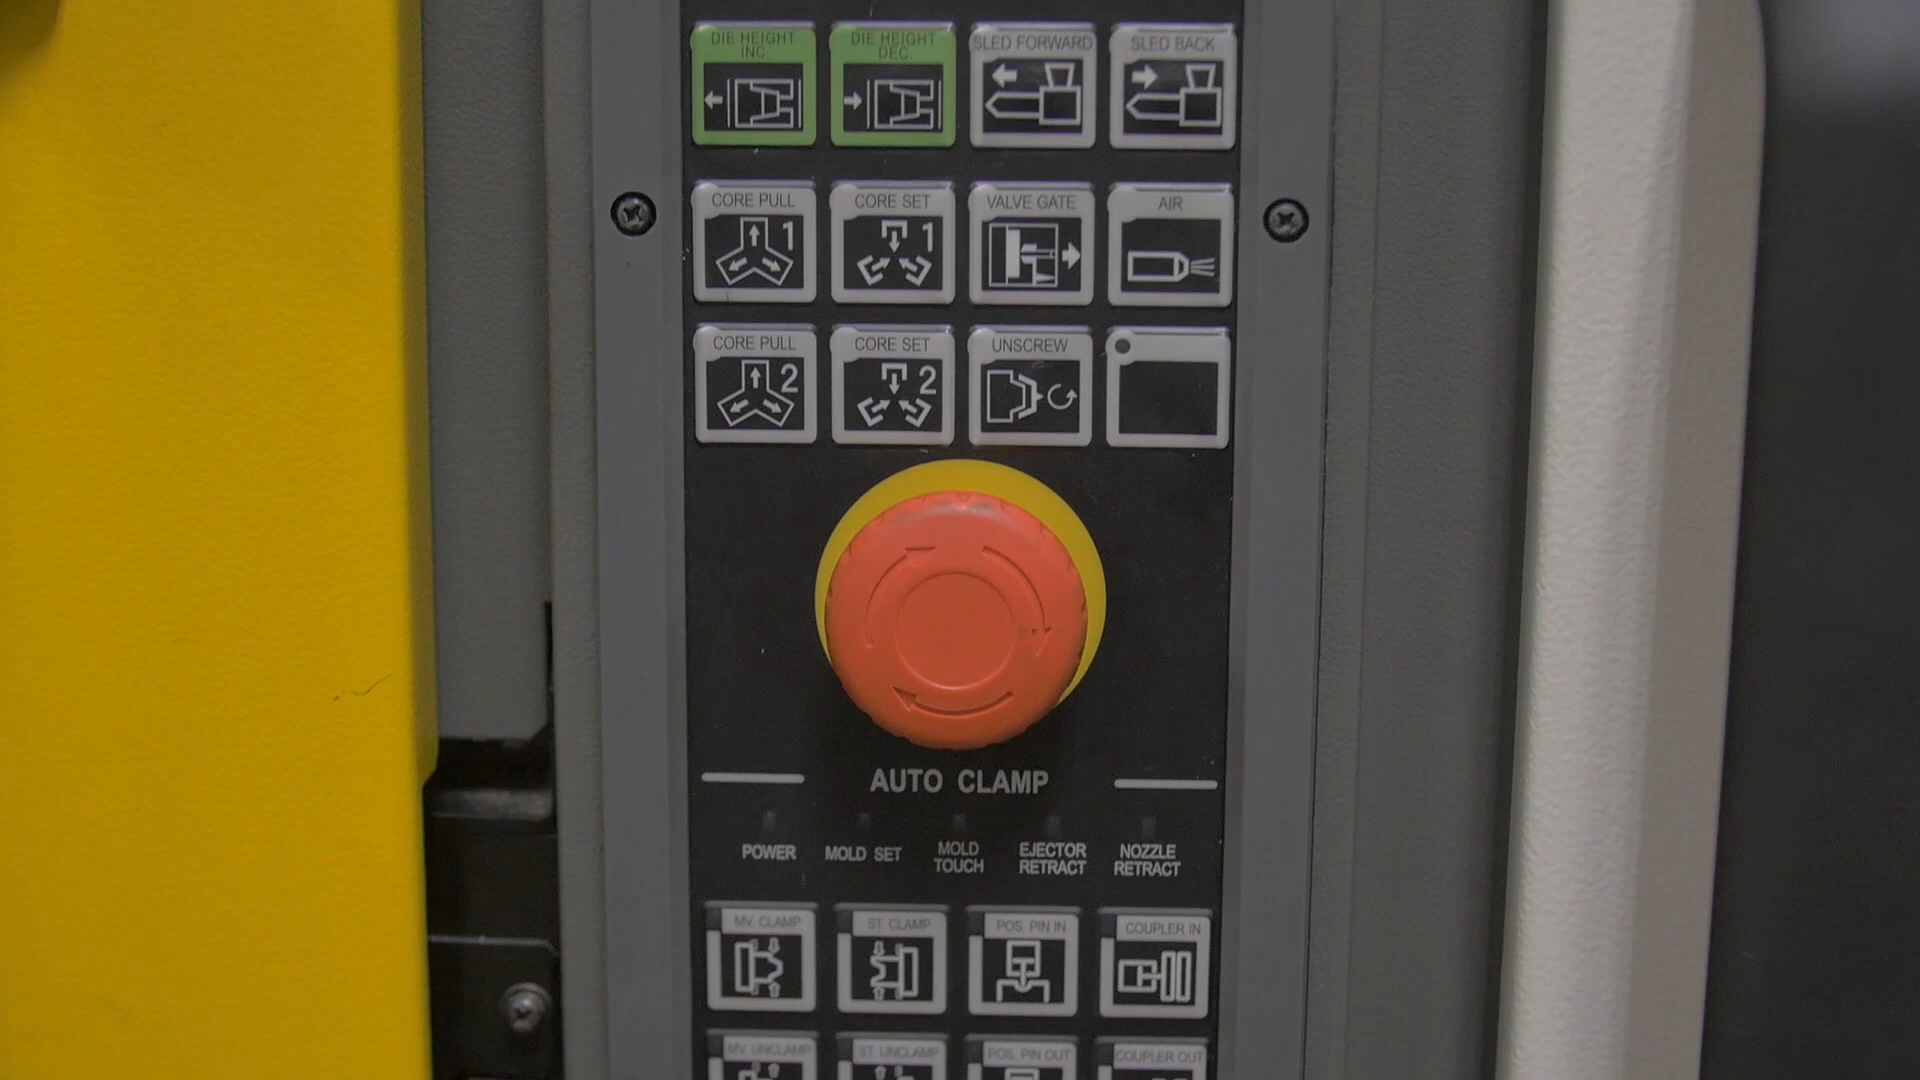 DIE HEIGHT
INC.
DIE HEIGHT
DEC.
SLED FORWARD
SLED BACK
CORE PULL
1
CORE SET
1
VALVE GATE
AIR
CORE PULL
2
CORE SET
2
UNSCREW
AUTO CLAMP
POWER
MOLD SET
MOLD
TOUCH
EJECTOR
RETRACT
NOZZLE
RETRACT
MV. CLAMP
ST. CLAMP
POS. PIN IN
COUPLER IN
MV. UNCLAMP
ST. UNCLAMP
POS. PIN OUT
COUPLER OUT